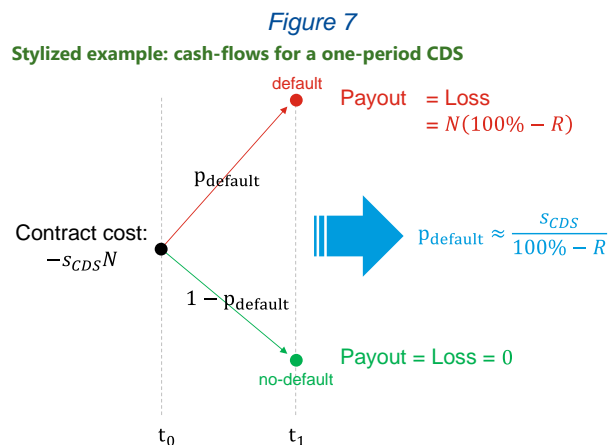 Figure 7
Stylized example: cash-flows for a one-period CDS
default
Payout = Loss
= N(100% − R)
p_default
Contract cost:
−s_CDS N
p_default ≈ s_CDS / (100% − R)
1 − p_default
Payout = Loss = 0
no-default
t_0 t_1